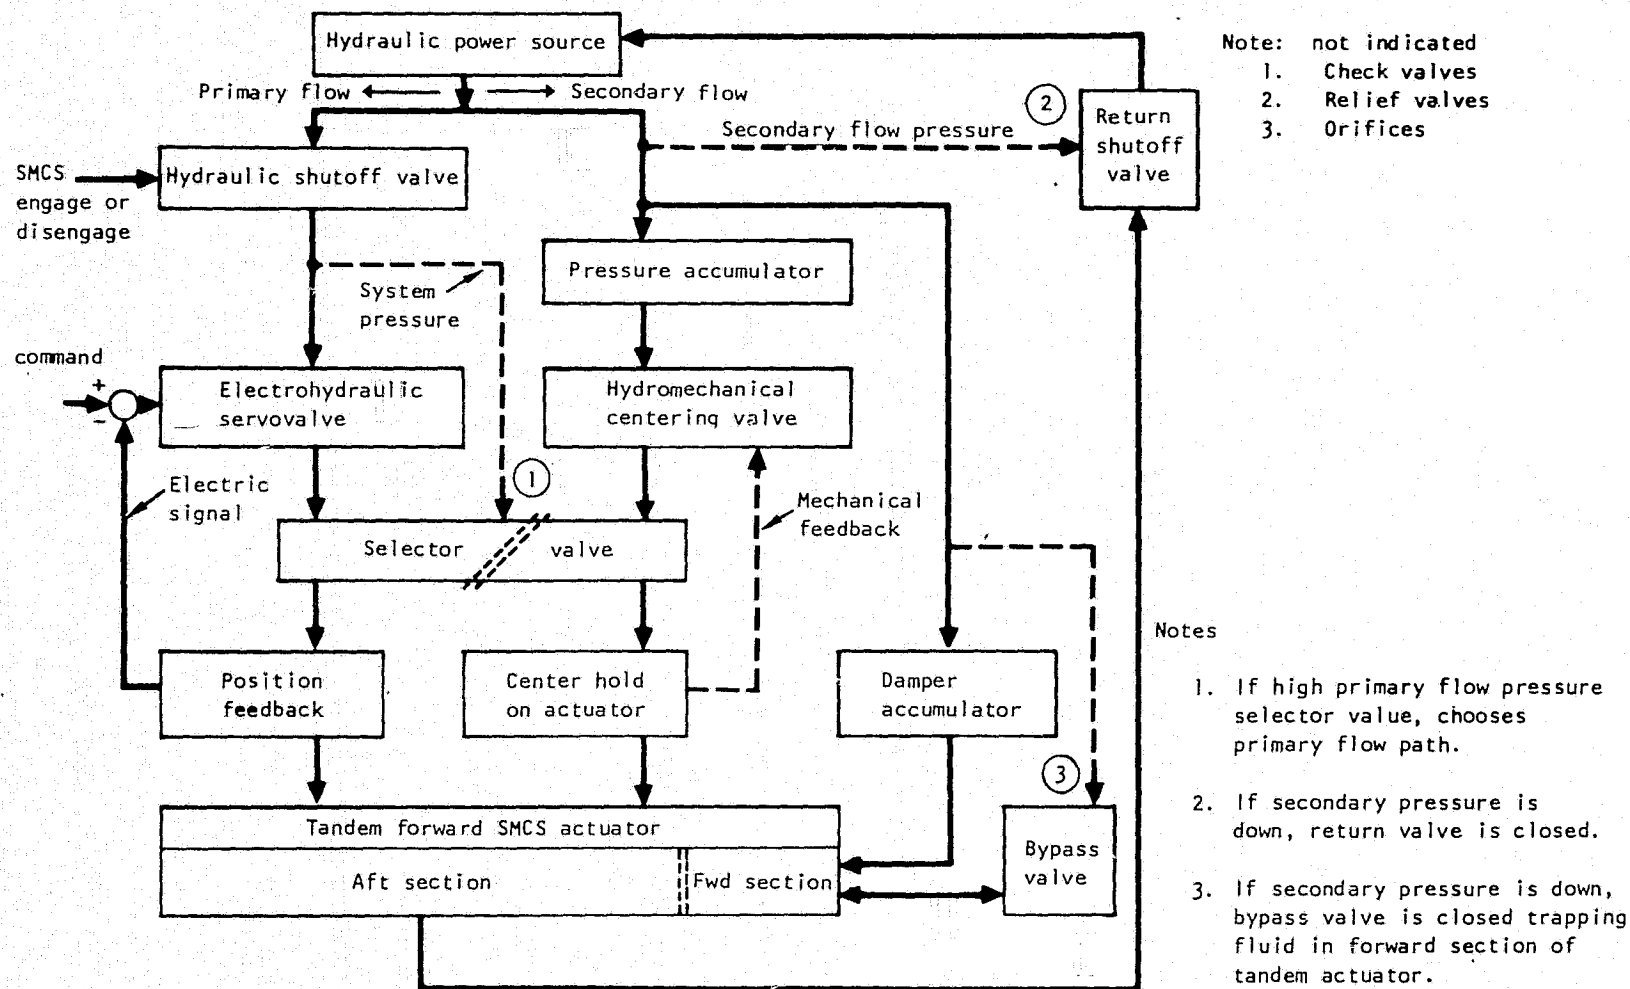 Hydraulic power source
Primary flow
Secondary flow
Note: not indicated
1. Check valves
2. Relief valves
3. Orifices
2
Return
shutoff
valve
Secondary flow pressure
SMCS
engage or
disengage
Hydraulic shutoff valve
System
pressure
Pressure accumulator
command
+
−
Electrohydraulic
servovalve
Hydromechanical
centering valve
Electric
signal
1
Mechanical
feedback
Selector valve
Position
feedback
Center hold
on actuator
Damper
accumulator
3
Tandem forward SMCS actuator
Aft section
Fwd section
Bypass
valve
Notes
1. If high primary flow pressure
selector value, chooses
primary flow path.
2. If secondary pressure is
down, return valve is closed.
3. If secondary pressure is down,
bypass valve is closed trapping
fluid in forward section of
tandem actuator.